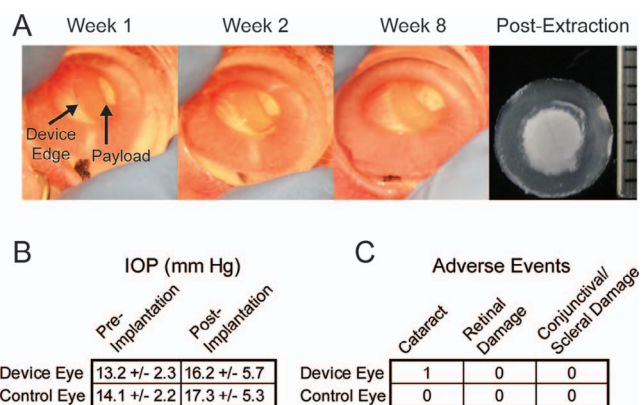 A
Week 1 Week 2 Week 8 Post-Extraction
Device
Edge
Payload
B
IOP (mm Hg)
Pre-
Implantation
Post-
Implantation
Device Eye 13.2 +/- 2.3 16.2 +/- 5.7
Control Eye 14.1 +/- 2.2 17.3 +/- 5.3
C
Adverse Events
Cataract
Retinal
Damage
Conjunctival/
Scleral Damage
Device Eye 1 0 0
Control Eye 0 0 0